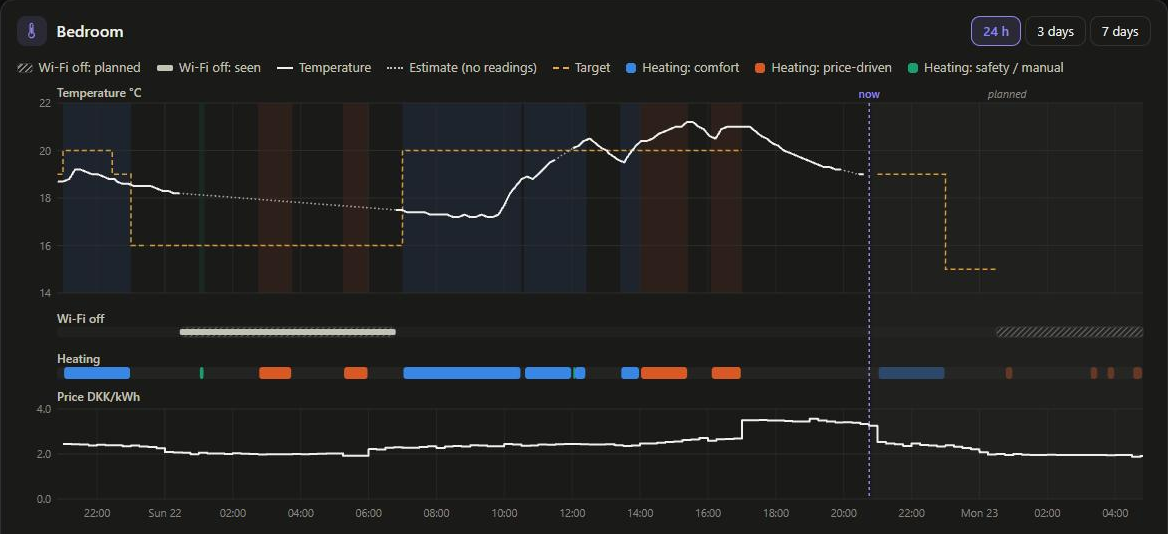 Bedroom
24 h 3 days 7 days
Wi-Fi off: planned Wi-Fi off: seen Temperature Estimate (no readings) Target Heating: comfort Heating: price-driven Heating: safety / manual
Temperature °C now planned
22
20
18
16
14
Wi-Fi off
Heating
Price DKK/kWh
4.0
2.0
0.0
22:00 Sun 22 02:00 04:00 06:00 08:00 10:00 12:00 14:00 16:00 18:00 20:00 22:00 Mon 23 02:00 04:00